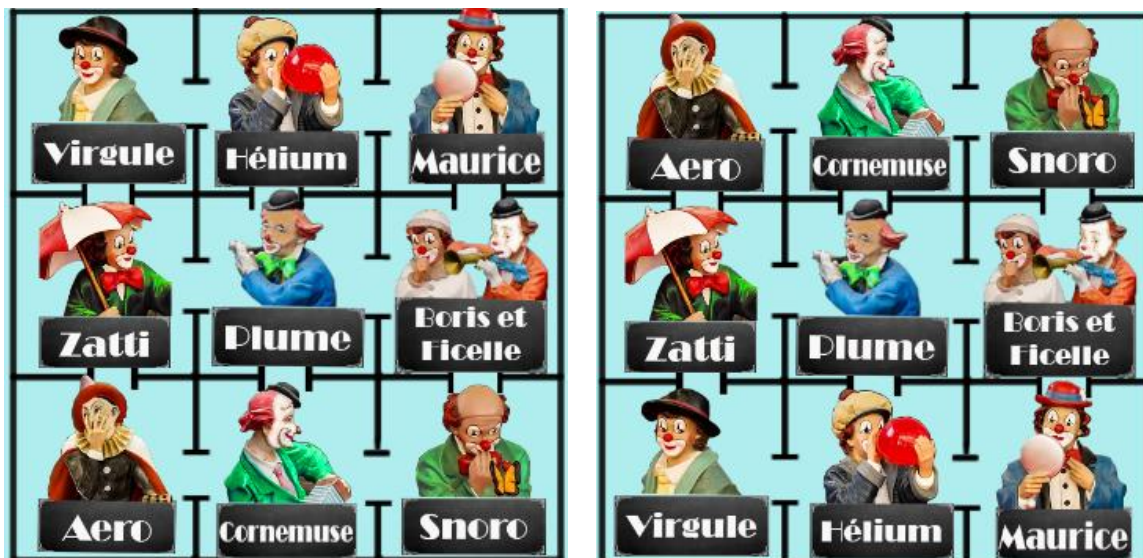 Virgule
Hélium
Maurice
Zatti
Plume
Boris et
Ficelle
Aero
Cornemuse
Snoro
Aero
Cornemuse
Snoro
Zatti
Plume
Boris et
Ficelle
Virgule
Hélium
Maurice